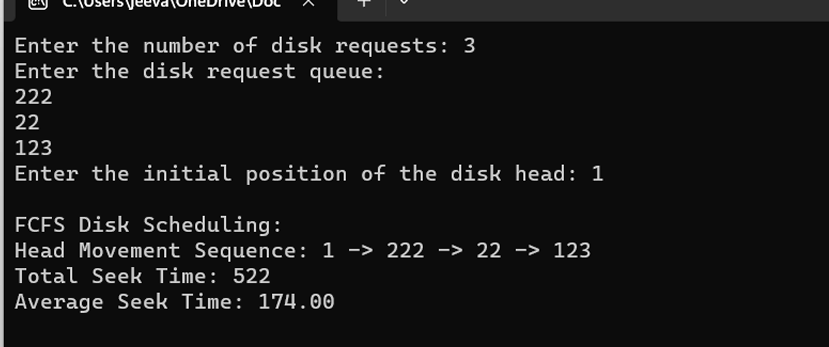 C:\Users\jeeva\OneDrive\Doc
Enter the number of disk requests: 3
Enter the disk request queue:
222
22
123
Enter the initial position of the disk head: 1
FCFS Disk Scheduling:
Head Movement Sequence: 1 -> 222 -> 22 -> 123
Total Seek Time: 522
Average Seek Time: 174.00